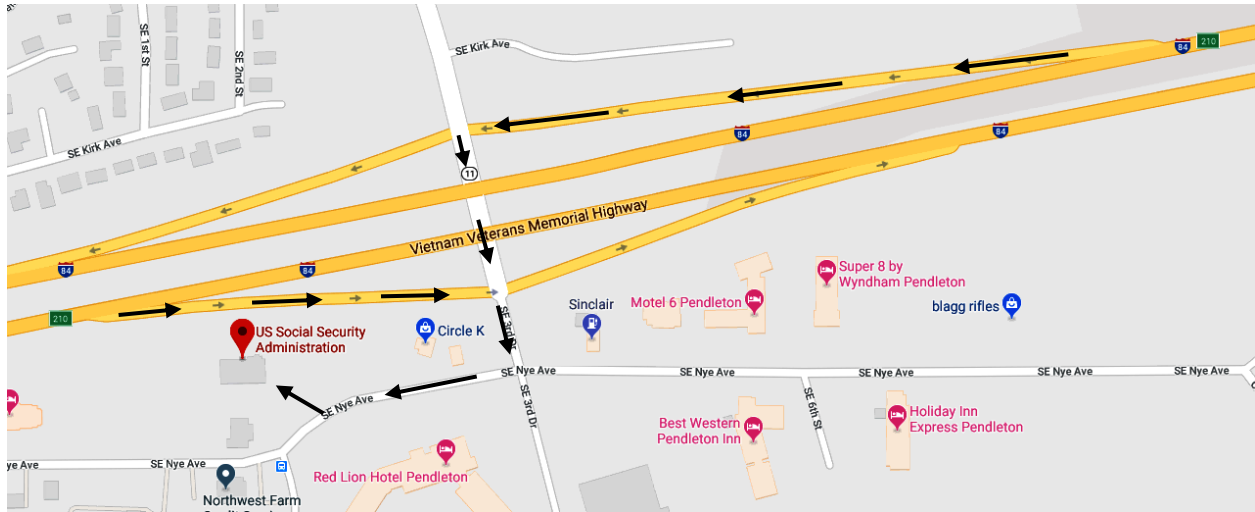 SE 1st St
SE 2nd St
SE Kirk Ave
84
210
SE Kirk Ave
84
84
11
Vietnam Veterans Memorial Highway
84
84
210
Super 8 by
Wyndham Pendleton
Motel 6 Pendleton
blagg rifles
Sinclair
SE 3rd Dr
US Social Security
Administration
Circle K
SE Nye Ave
SE Nye Ave
SE Nye Ave
SE Nye Ave
SE Nye Ave
SE 3rd Dr
SE 6th St
SE Nye Ave
Holiday Inn
Express Pendleton
Best Western
Pendleton Inn
ye Ave
SE Nye Ave
Red Lion Hotel Pendleton
Northwest Farm